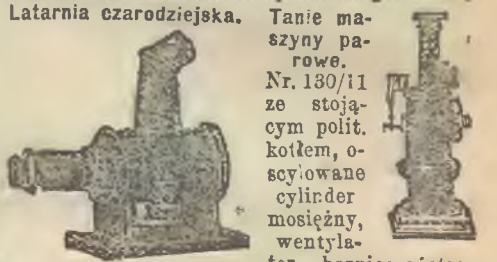 Latarnia czarodziejska.
Tanie ma-
szyny pa-
rowe.
Nr. 130/11
ze stoją-
cym polit.
kotłem, o-
scylowane
cylinder
mosiężny,
wentyla-